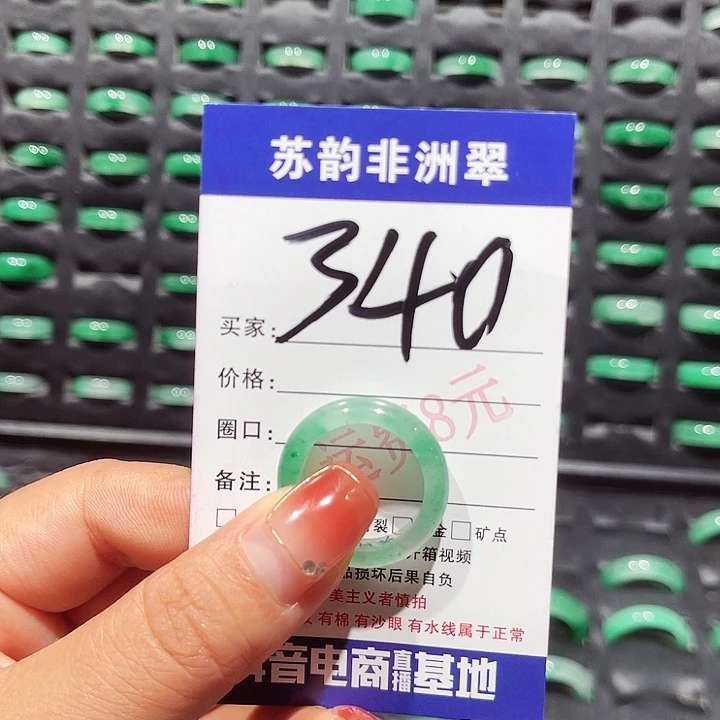 苏韵非洲翠
340
买家:
价格:
8元
圈口:
备注:
裂 金 矿点
开箱视频
品损坏后果自负
美主义者慎拍
有棉 有沙眼 有水线属于正常
音电商直播基地